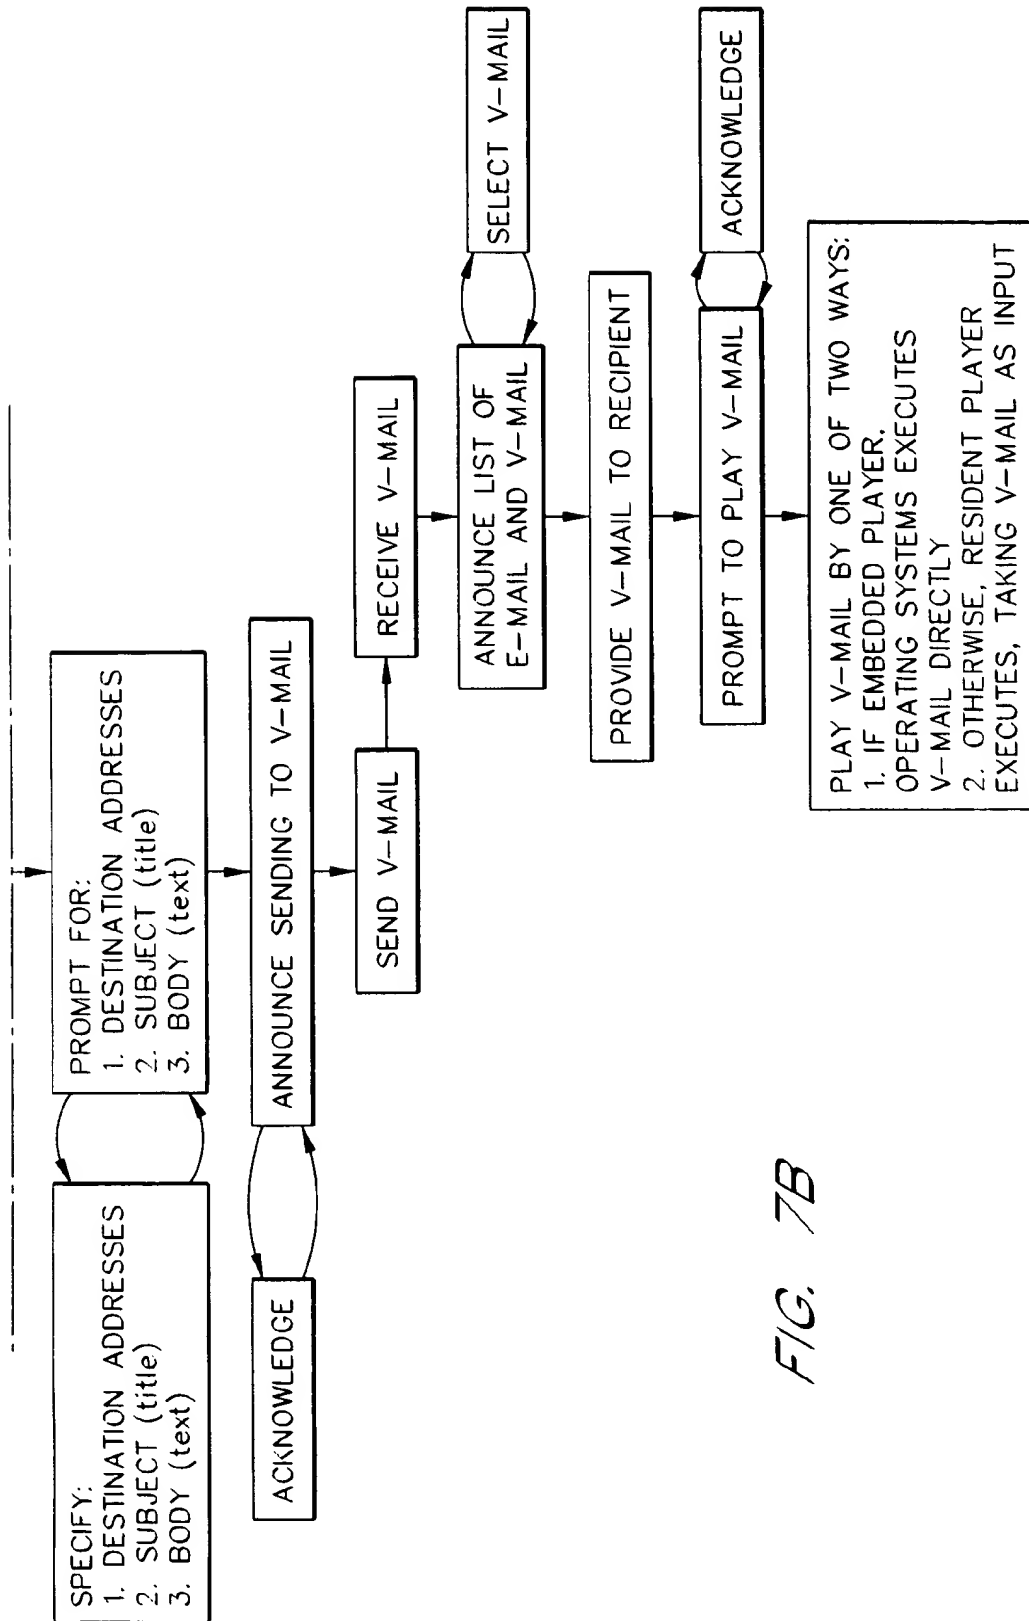 SPECIFY:
1. DESTINATION ADDRESSES
2. SUBJECT (title)
3. BODY (text)
PROMPT FOR:
1. DESTINATION ADDRESSES
2. SUBJECT (title)
3. BODY (text)
ACKNOWLEDGE
ANNOUNCE SENDING TO V-MAIL
SEND V-MAIL
RECEIVE V-MAIL
ANNOUNCE LIST OF
E-MAIL AND V-MAIL
SELECT V-MAIL
PROVIDE V-MAIL TO RECIPIENT
PROMPT TO PLAY V-MAIL
ACKNOWLEDGE
PLAY V-MAIL BY ONE OF TWO WAYS:
1. IF EMBEDDED PLAYER,
OPERATING SYSTEMS EXECUTES
V-MAIL DIRECTLY
2. OTHERWISE, RESIDENT PLAYER
EXECUTES, TAKING V-MAIL AS INPUT
FIG. 7B